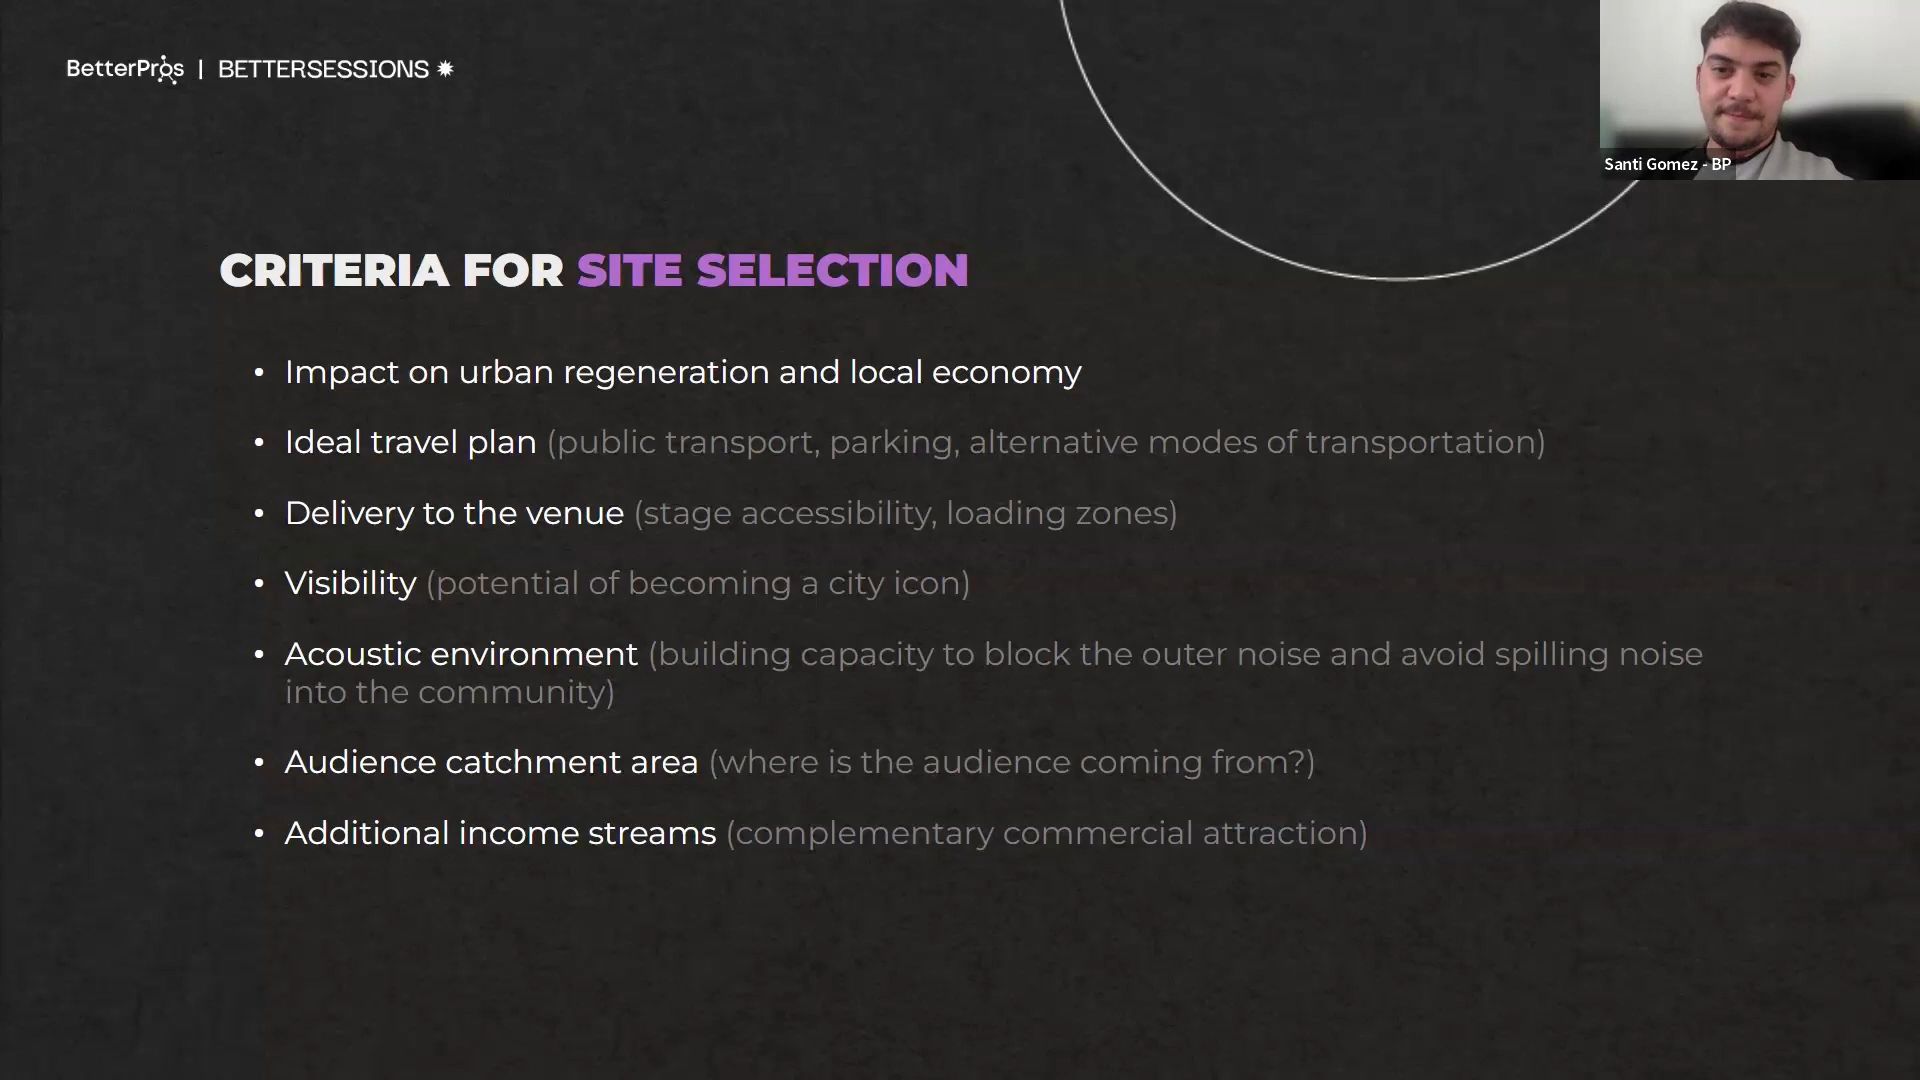 BetterPros | BETTERSESSIONS
Santi Gomez - BP
CRITERIA FOR SITE SELECTION
• Impact on urban regeneration and local economy
• Ideal travel plan (public transport, parking, alternative modes of transportation)
• Delivery to the venue (stage accessibility, loading zones)
• Visibility (potential of becoming a city icon)
• Acoustic environment (building capacity to block the outer noise and avoid spilling noise
into the community)
• Audience catchment area (where is the audience coming from?)
• Additional income streams (complementary commercial attraction)